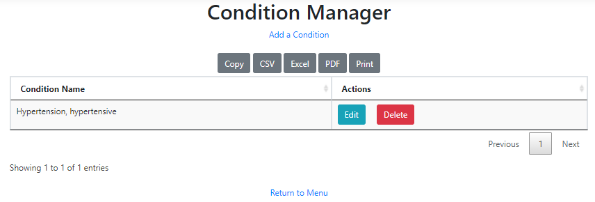 Condition Manager
Add a Condition
Copy CSV Excel PDF Print
Condition Name Actions
Hypertension, hypertensive Edit Delete
Previous 1 Next
Showing 1 to 1 of 1 entries
Return to Menu